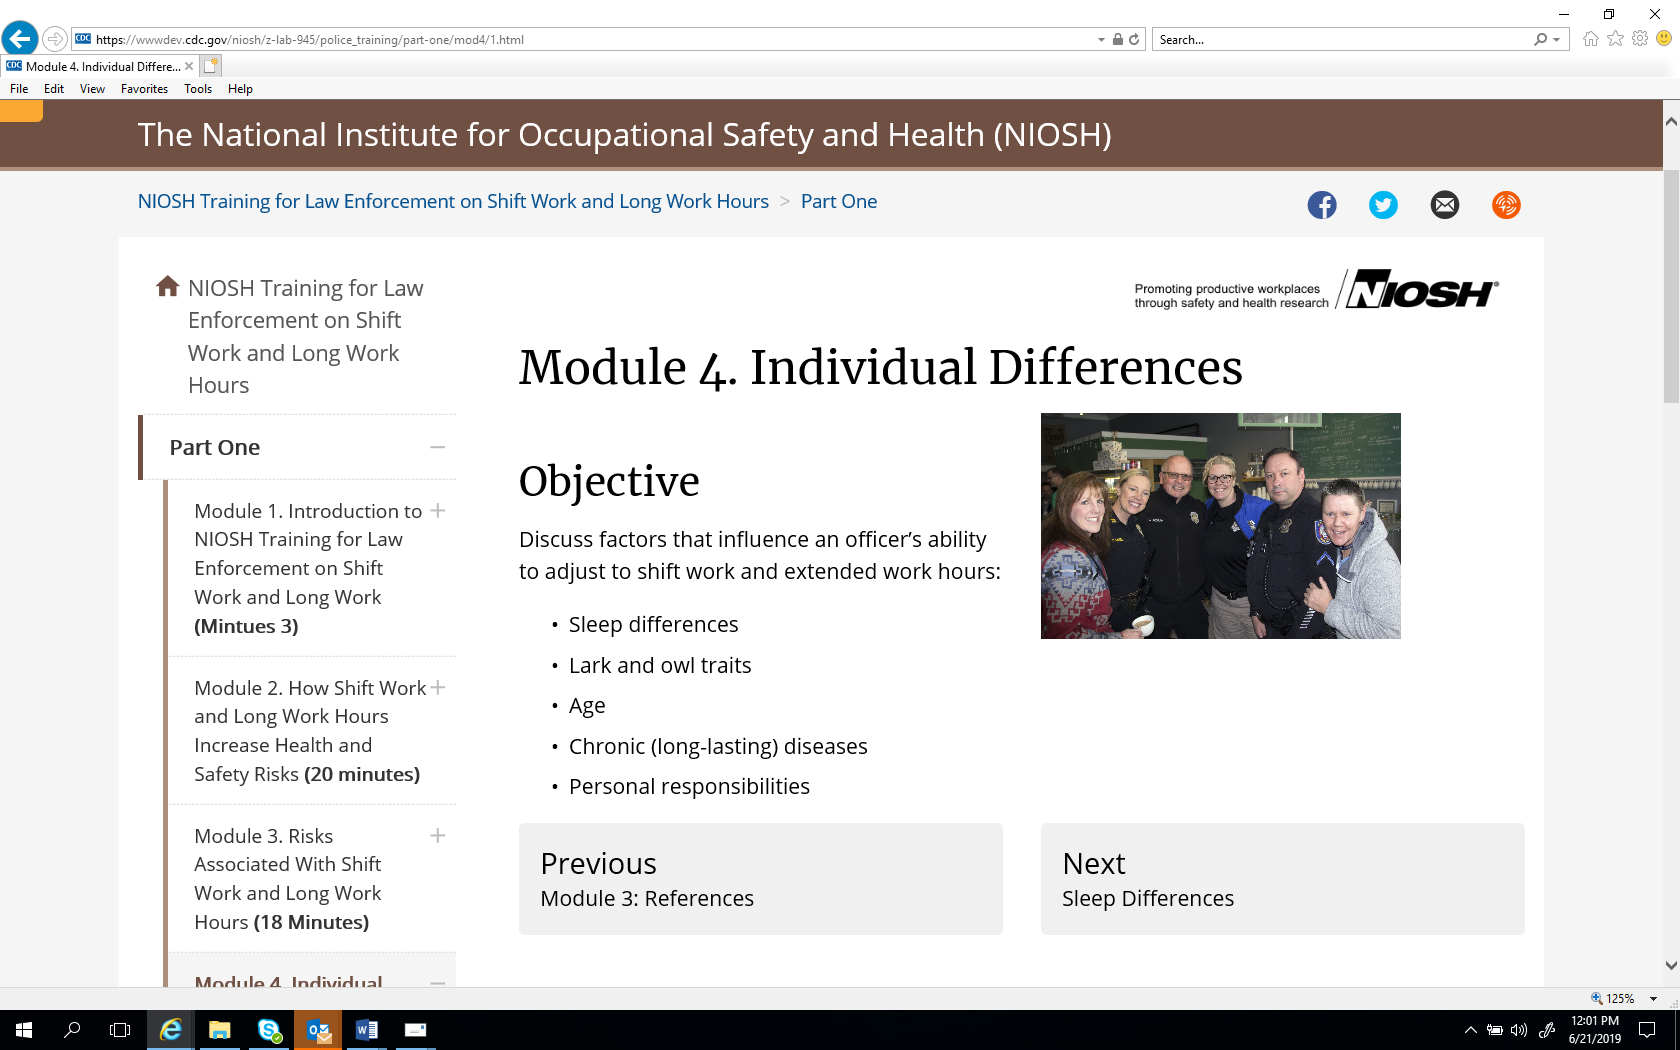 https://wwwdev.cdc.gov/niosh/z-lab-945/police_training/part-one/mod4/1.html
Search...
CDC Module 4. Individual Differe...
File Edit View Favorites Tools Help
The National Institute for Occupational Safety and Health (NIOSH)
NIOSH Training for Law Enforcement on Shift Work and Long Work Hours > Part One
NIOSH Training for Law
Enforcement on Shift
Work and Long Work
Hours
Part One
Module 1. Introduction to
NIOSH Training for Law
Enforcement on Shift
Work and Long Work
(Mintues 3)
Module 2. How Shift Work
and Long Work Hours
Increase Health and
Safety Risks (20 minutes)
Module 3. Risks
Associated With Shift
Work and Long Work
Hours (18 Minutes)
Module 4. Individual
Promoting productive workplaces
through safety and health research
NIOSH®
Module 4. Individual Differences
Objective
Discuss factors that influence an officer’s ability
to adjust to shift work and extended work hours:
• Sleep differences
• Lark and owl traits
• Age
• Chronic (long-lasting) diseases
• Personal responsibilities
Previous
Module 3: References
Next
Sleep Differences
125%
12:01 PM
6/21/2019